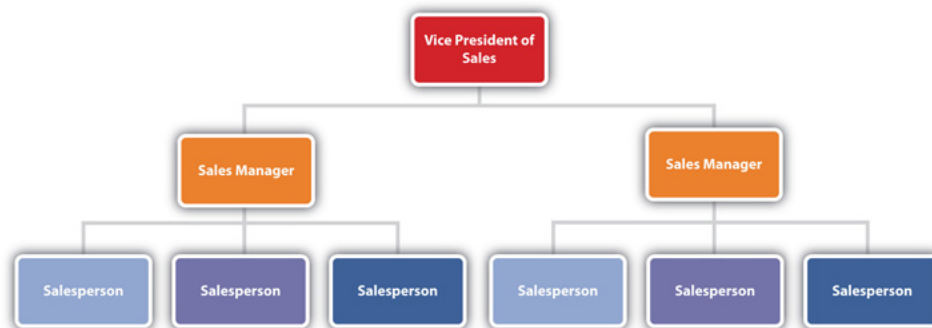 Vice President of
Sales
Sales Manager
Sales Manager
Salesperson
Salesperson
Salesperson
Salesperson
Salesperson
Salesperson